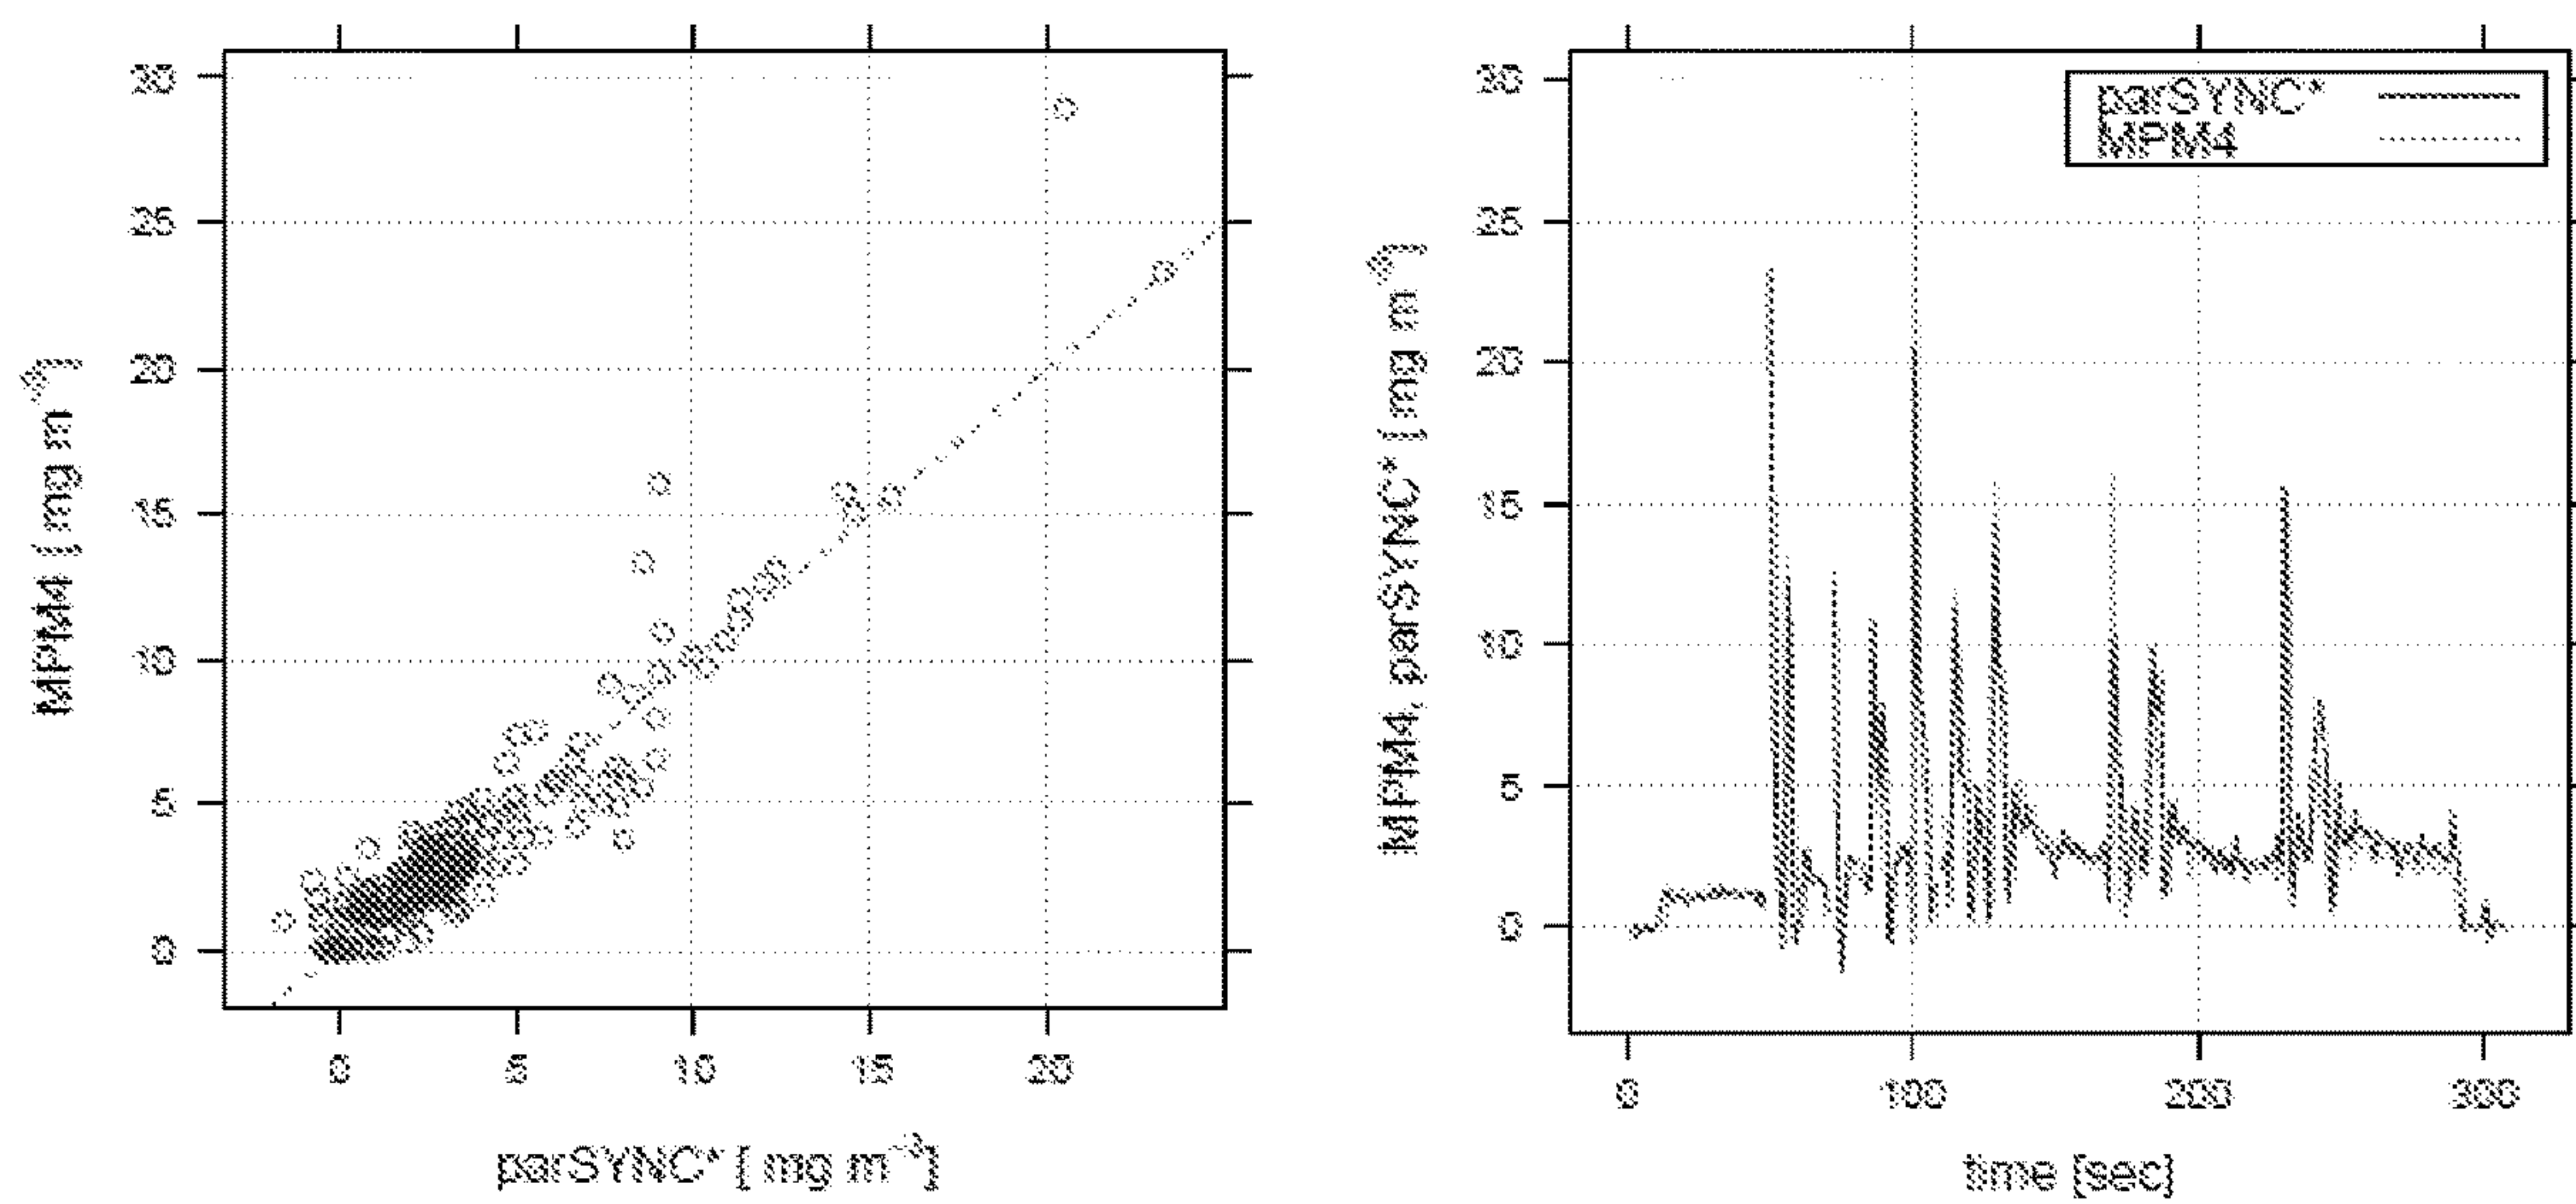 30
25
20
15
10
5
0
MPM4 [ mg m⁻³]
0 5 10 15 20
parSYNC* [ mg m⁻³]
30
25
20
15
10
5
0
MPM4, parSYNC* [ mg m⁻³]
parSYNC*
MPM4
0 100 200 300
time [sec]